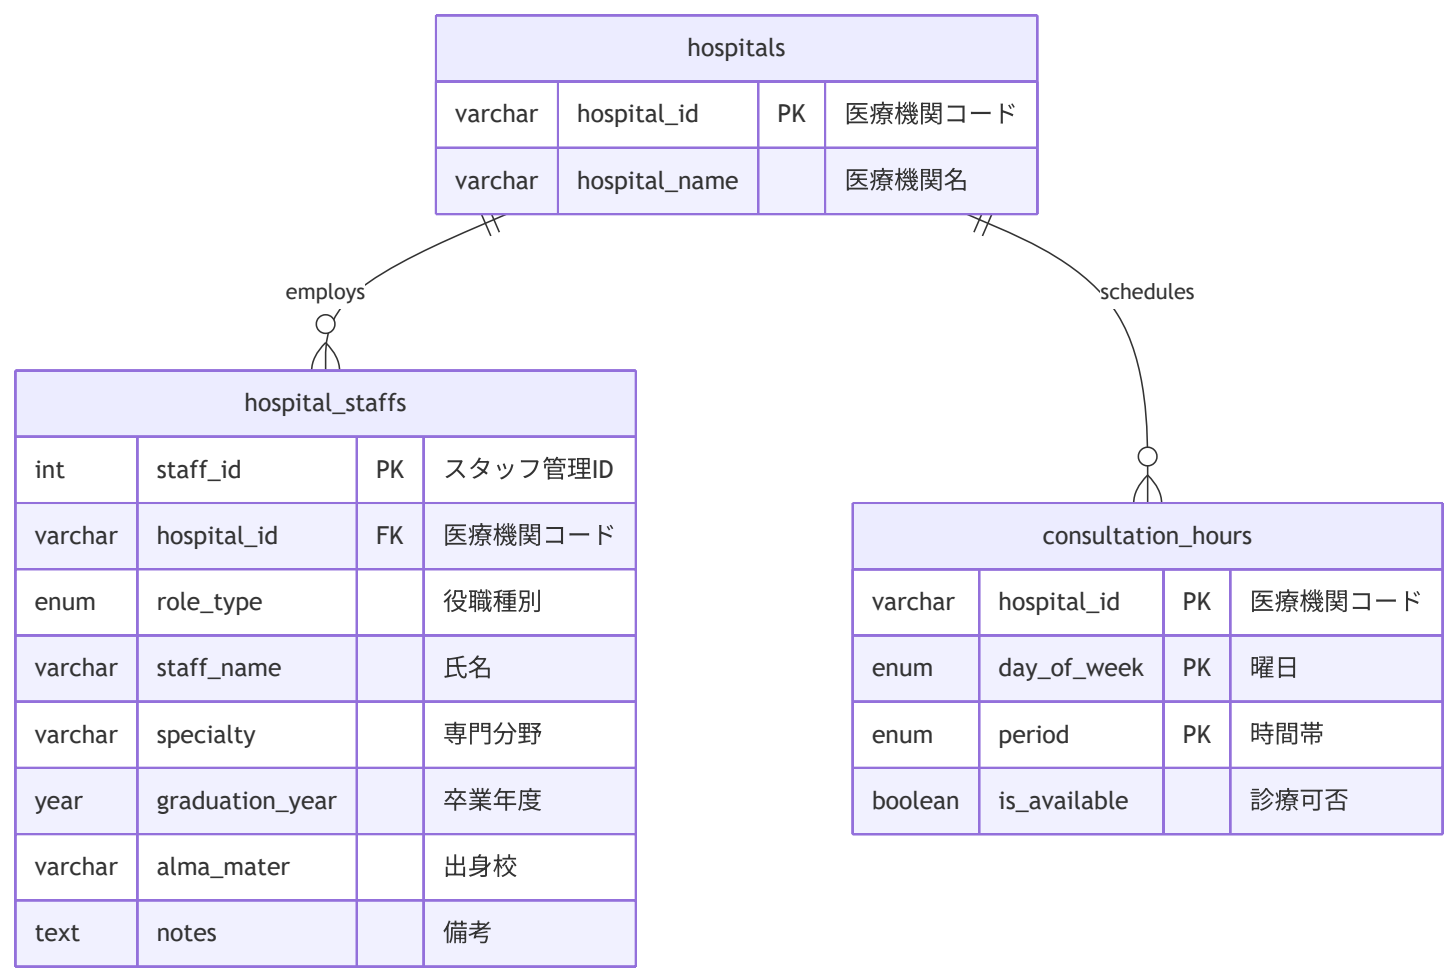 hospitals
varchar hospital_id PK 医療機関コード
varchar hospital_name 医療機関名
employs
schedules
hospital_staffs
int staff_id PK スタッフ管理ID
varchar hospital_id FK 医療機関コード
enum role_type 役職種別
varchar staff_name 氏名
varchar specialty 専門分野
year graduation_year 卒業年度
varchar alma_mater 出身校
text notes 備考
consultation_hours
varchar hospital_id PK 医療機関コード
enum day_of_week PK 曜日
enum period PK 時間帯
boolean is_available 診療可否